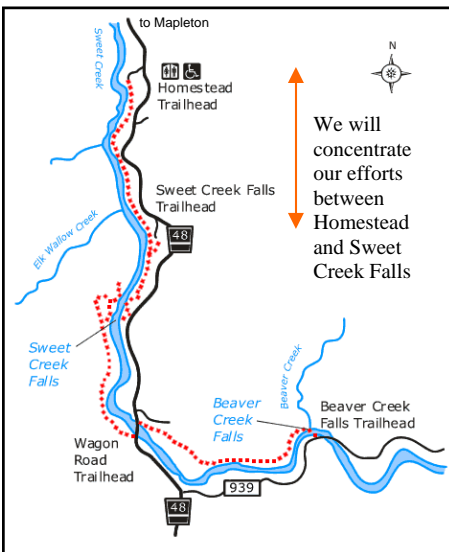 to Mapleton
Sweet Creek
N
Homestead
Trailhead
We will
concentrate
our efforts
between
Homestead
and Sweet
Creek Falls
Sweet Creek Falls
Trailhead
48
Elk Wallow Creek
Sweet
Creek
Falls
Beaver Creek
Beaver
Creek
Falls
Beaver Creek
Falls Trailhead
Wagon
Road
Trailhead
939
48